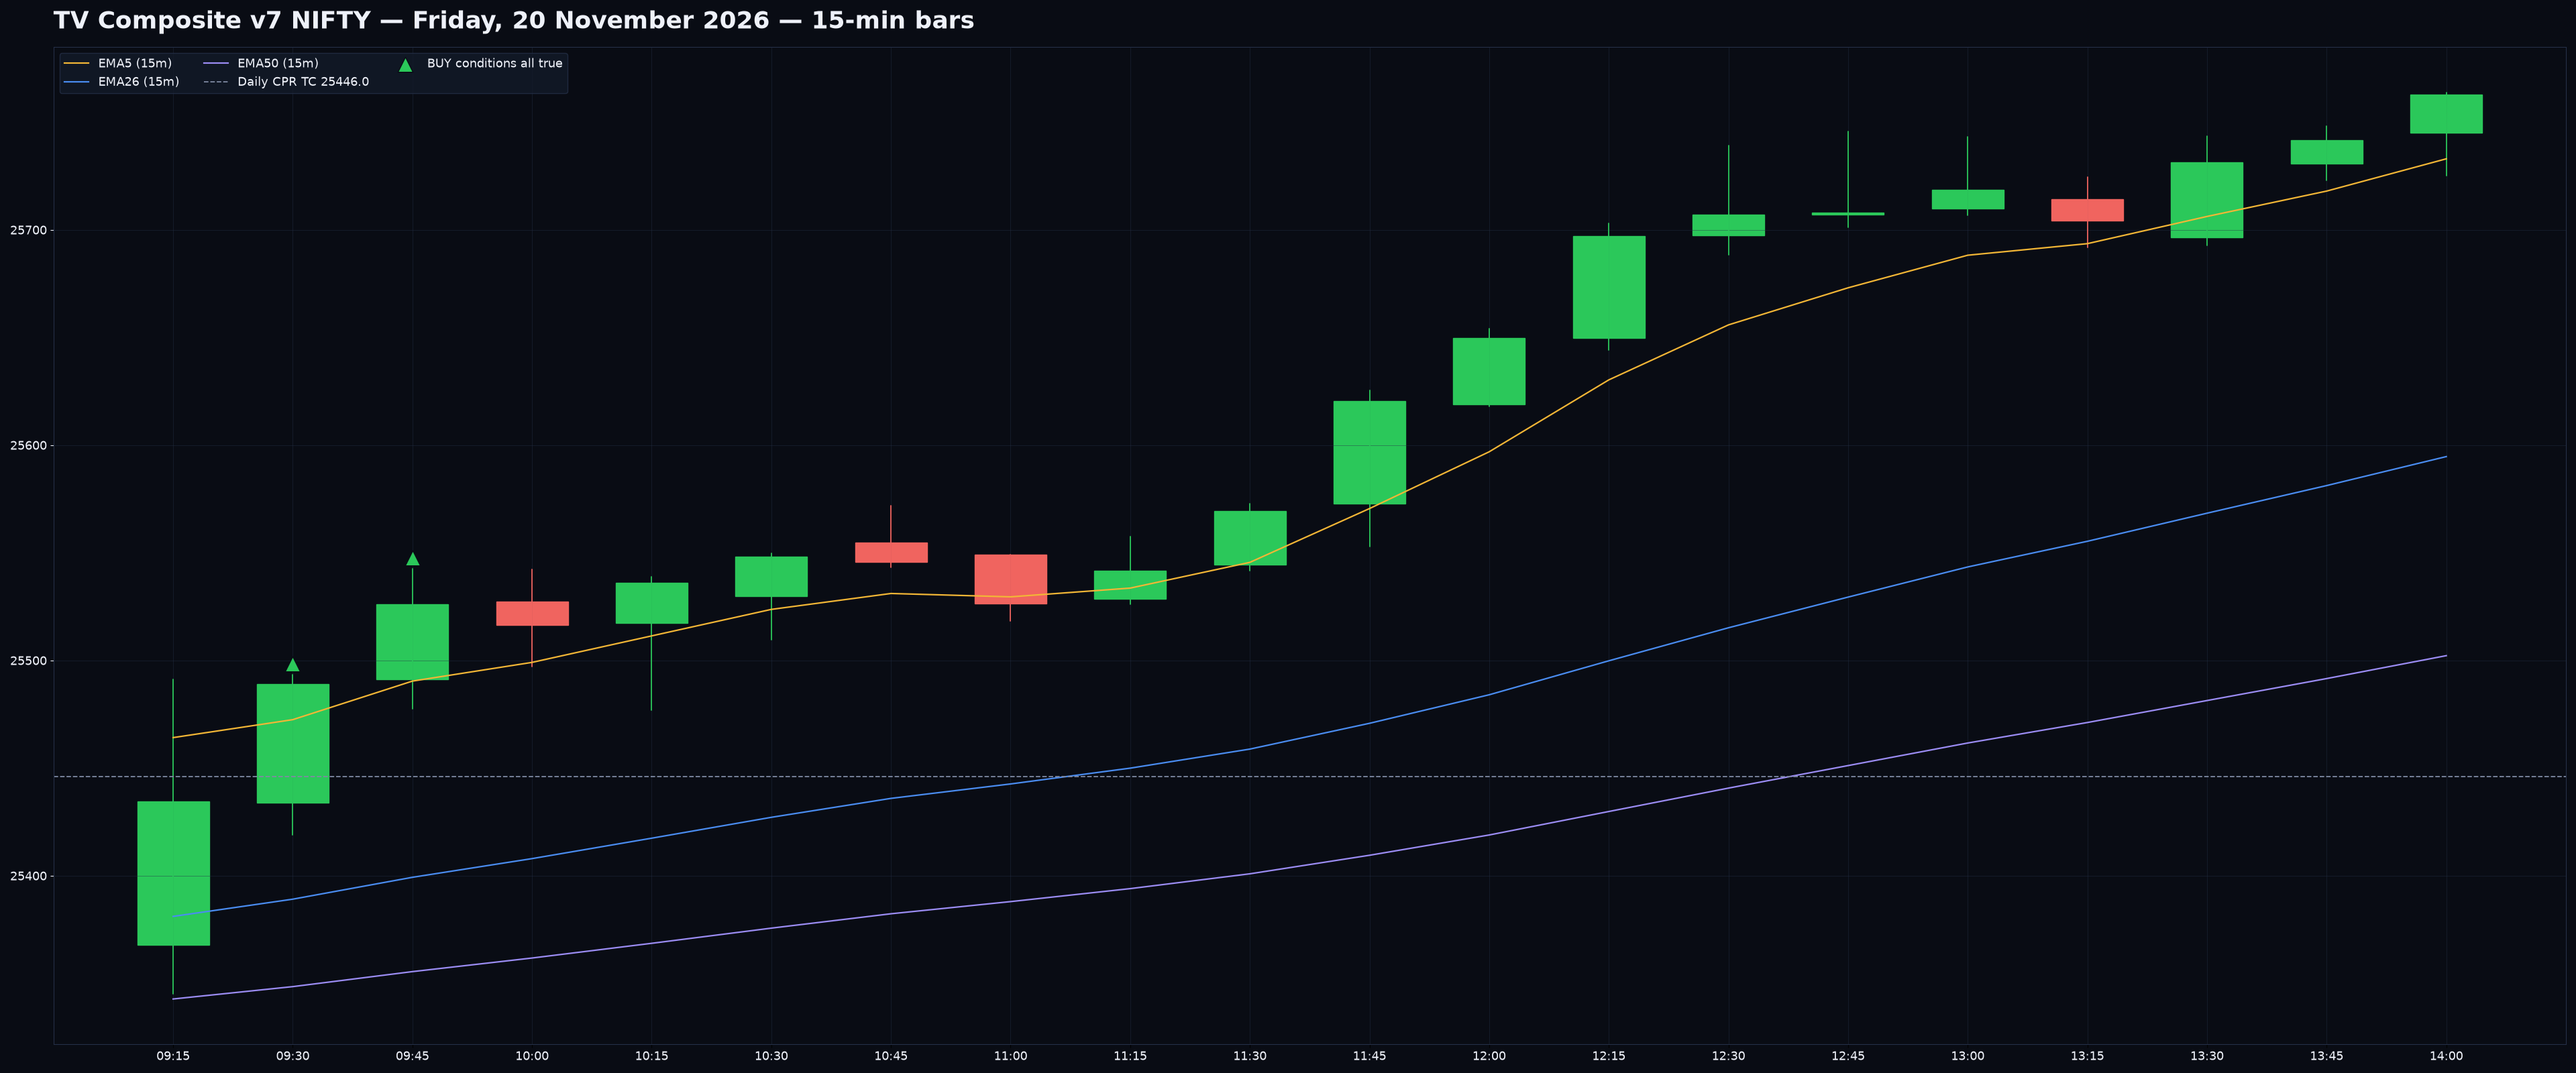 TV Composite v7 NIFTY — Friday, 20 November 2026 — 15-min bars
EMA5 (15m)
EMA26 (15m)
EMA50 (15m)
Daily CPR TC 25446.0
BUY conditions all true
25700
25600
25500
25400
09:15 09:30 09:45 10:00 10:15 10:30 10:45 11:00 11:15 11:30 11:45 12:00 12:15 12:30 12:45 13:00 13:15 13:30 13:45 14:00